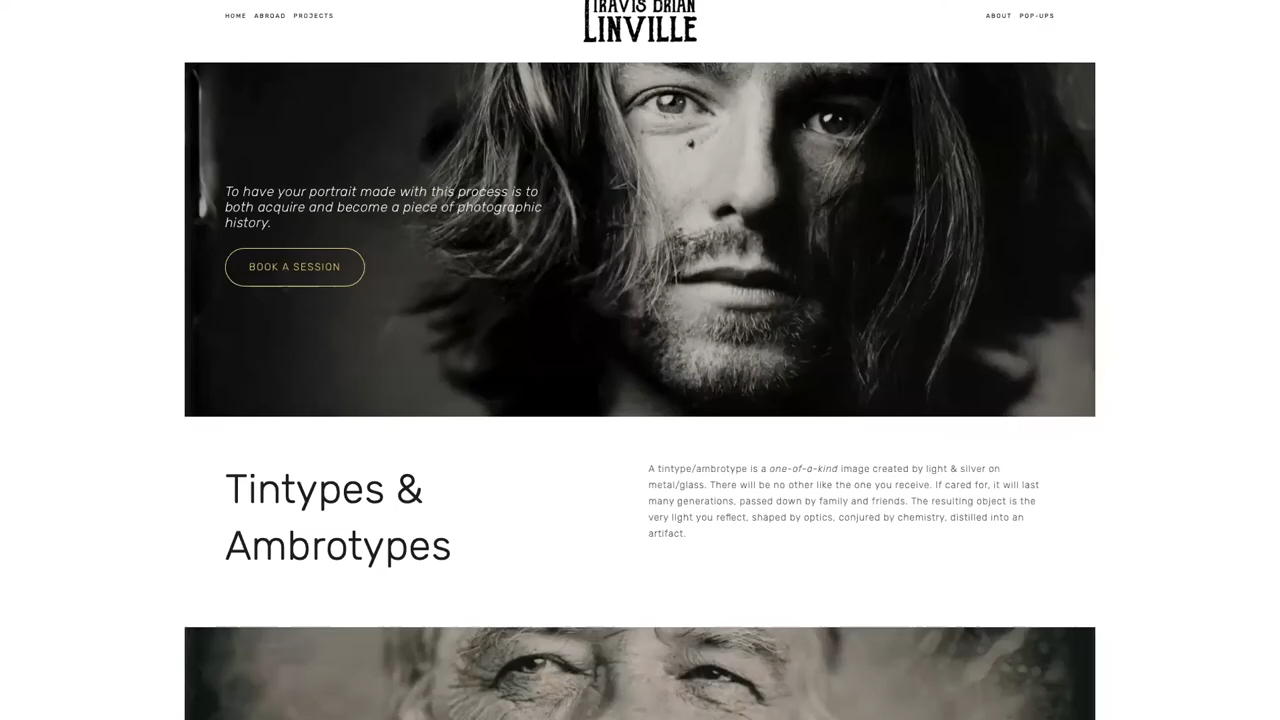 HOME ABROAD PROJECTS
TRAVIS BRIAN
LINVILLE
ABOUT POP-UPS
To have your portrait made with this process is to
both acquire and become a piece of photographic
history.
BOOK A SESSION
Tintypes &
Ambrotypes
A tintype/ambrotype is a one-of-a-kind image created by light & silver on
metal/glass. There will be no other like the one you receive. If cared for, it will last
many generations, passed down by family and friends. The resulting object is the
very light you reflect, shaped by optics, conjured by chemistry, distilled into an
artifact.